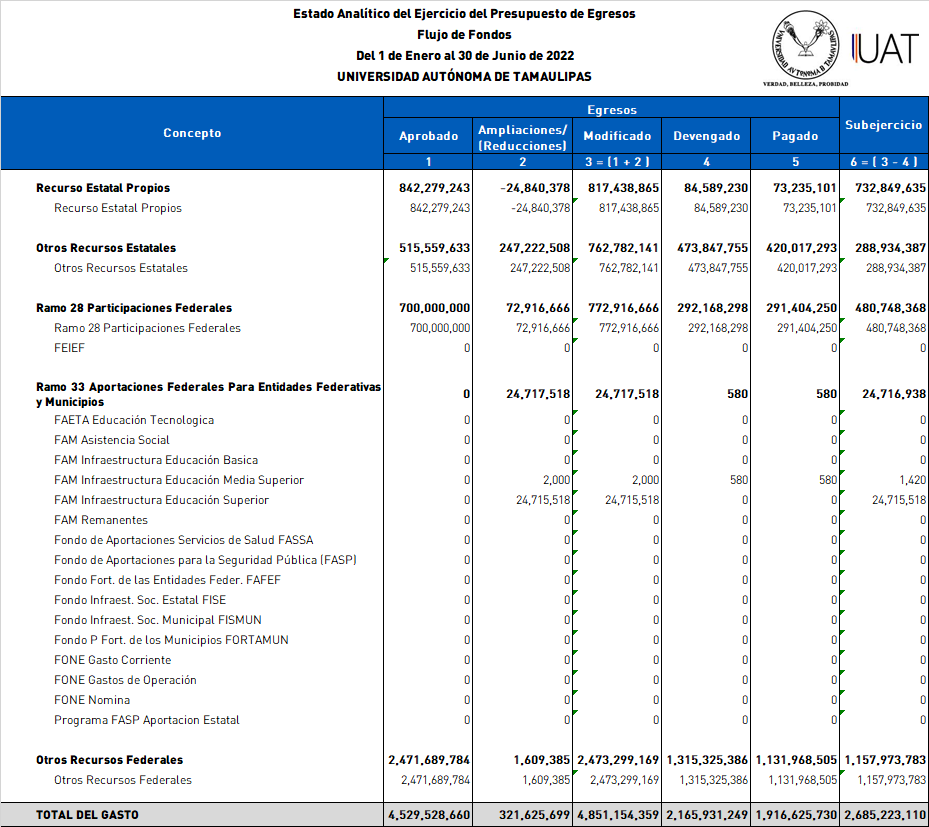 Estado Analítico del Ejercicio del Presupuesto de Egresos
Flujo de Fondos
Del 1 de Enero al 30 de Junio de 2022
UNIVERSIDAD AUTÓNOMA DE TAMAULIPAS
UNIVERSIDAD AUTÓNOMA DE TAMAULIPAS
VERDAD, BELLEZA, PROBIDAD
UAT
Concepto Egresos Subejercicio
Aprobado Ampliaciones/ (Reducciones) Modificado Devengado Pagado
1 2 3 = (1 + 2 ) 4 5 6 = ( 3 - 4 )
Recurso Estatal Propios 842,279,243 -24,840,378 817,438,865 84,589,230 73,235,101 732,849,635
Recurso Estatal Propios 842,279,243 -24,840,378 817,438,865 84,589,230 73,235,101 732,849,635
Otros Recursos Estatales 515,559,633 247,222,508 762,782,141 473,847,755 420,017,293 288,934,387
Otros Recursos Estatales 515,559,633 247,222,508 762,782,141 473,847,755 420,017,293 288,934,387
Ramo 28 Participaciones Federales 700,000,000 72,916,666 772,916,666 292,168,298 291,404,250 480,748,368
Ramo 28 Participaciones Federales 700,000,000 72,916,666 772,916,666 292,168,298 291,404,250 480,748,368
FEIEF 0 0 0 0 0 0
Ramo 33 Aportaciones Federales Para Entidades Federativas
y Municipios 0 24,717,518 24,717,518 580 580 24,716,938
FAETA Educación Tecnologica 0 0 0 0 0 0
FAM Asistencia Social 0 0 0 0 0 0
FAM Infraestructura Educación Basica 0 0 0 0 0 0
FAM Infraestructura Educación Media Superior 0 2,000 2,000 580 580 1,420
FAM Infraestructura Educación Superior 0 24,715,518 24,715,518 0 0 24,715,518
FAM Remanentes 0 0 0 0 0 0
Fondo de Aportaciones Servicios de Salud FASSA 0 0 0 0 0 0
Fondo de Aportaciones para la Seguridad Pública (FASP) 0 0 0 0 0 0
Fondo Fort. de las Entidades Feder. FAFEF 0 0 0 0 0 0
Fondo Infraest. Soc. Estatal FISE 0 0 0 0 0 0
Fondo Infraest. Soc. Municipal FISMUN 0 0 0 0 0 0
Fondo P Fort. de los Municipios FORTAMUN 0 0 0 0 0 0
FONE Gasto Corriente 0 0 0 0 0 0
FONE Gastos de Operación 0 0 0 0 0 0
FONE Nomina 0 0 0 0 0 0
Programa FASP Aportacion Estatal 0 0 0 0 0 0
Otros Recursos Federales 2,471,689,784 1,609,385 2,473,299,169 1,315,325,386 1,131,968,505 1,157,973,783
Otros Recursos Federales 2,471,689,784 1,609,385 2,473,299,169 1,315,325,386 1,131,968,505 1,157,973,783
TOTAL DEL GASTO 4,529,528,660 321,625,699 4,851,154,359 2,165,931,249 1,916,625,730 2,685,223,110